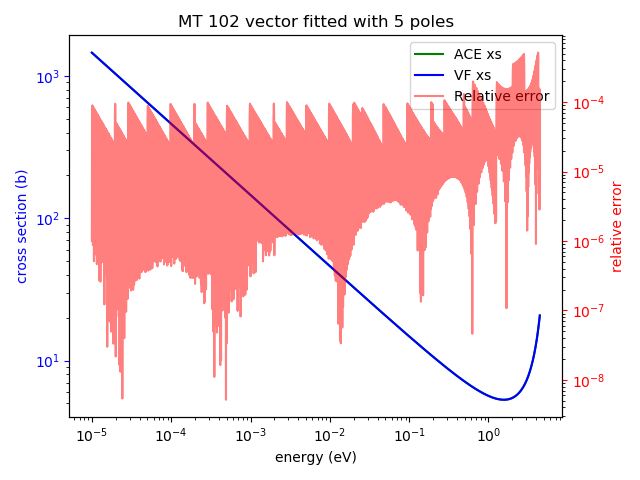 MT 102 vector fitted with 5 poles
ACE xs
VF xs
Relative error
cross section (b)
10³
10²
10¹
relative error
10⁻⁴
10⁻⁵
10⁻⁶
10⁻⁷
10⁻⁸
10⁻⁵ 10⁻⁴ 10⁻³ 10⁻² 10⁻¹ 10⁰
energy (eV)